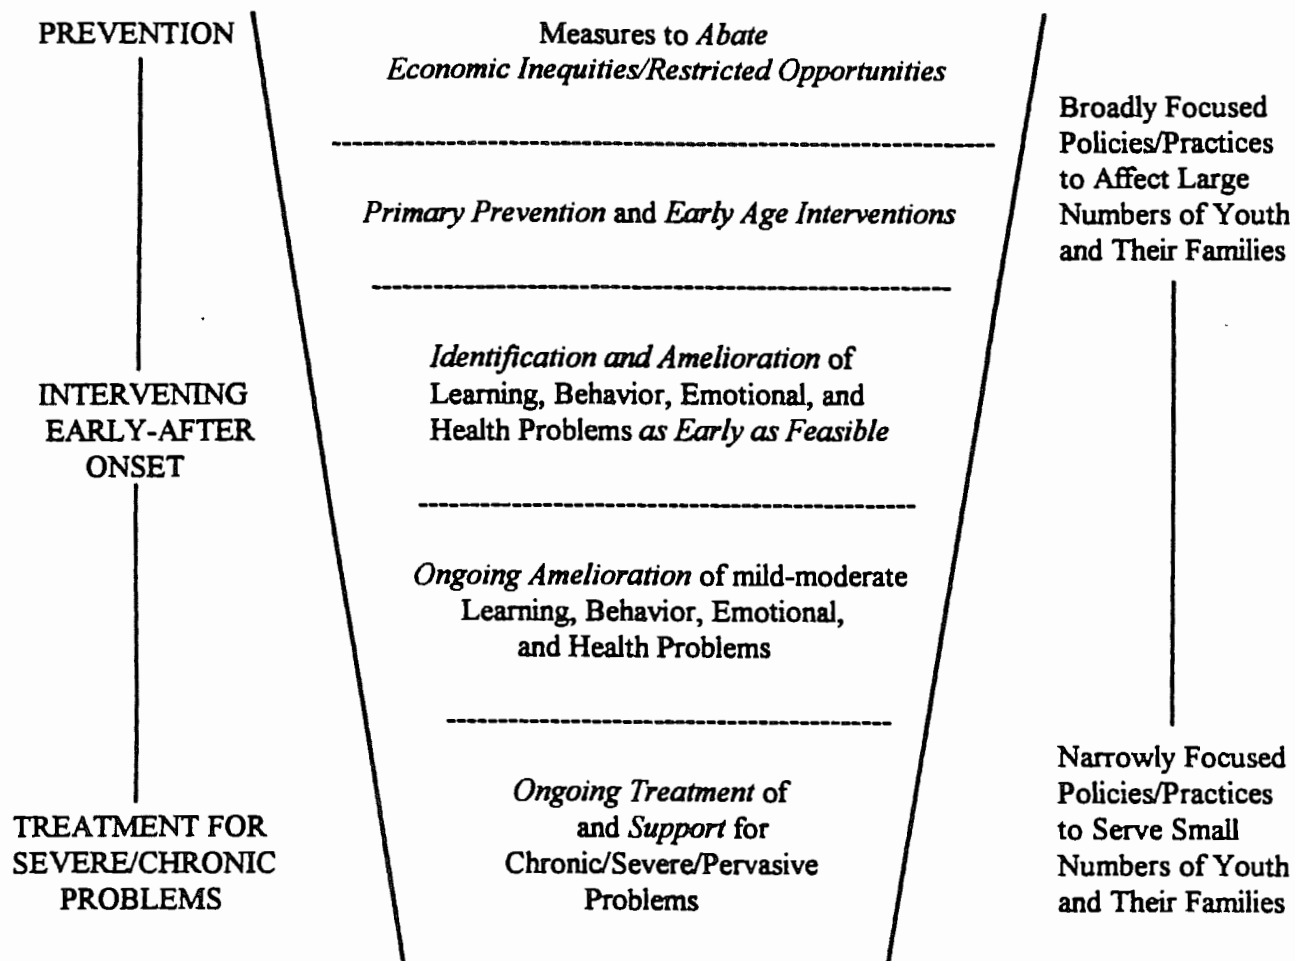 PREVENTION
Measures to Abate
Economic Inequities/Restricted Opportunities
Broadly Focused
Policies/Practices
to Affect Large
Numbers of Youth
and Their Families
Primary Prevention and Early Age Interventions
INTERVENING
EARLY-AFTER
ONSET
Identification and Amelioration of
Learning, Behavior, Emotional, and
Health Problems as Early as Feasible
Ongoing Amelioration of mild-moderate
Learning, Behavior, Emotional,
and Health Problems
TREATMENT FOR
SEVERE/CHRONIC
PROBLEMS
Ongoing Treatment of
and Support for
Chronic/Severe/Pervasive
Problems
Narrowly Focused
Policies/Practices
to Serve Small
Numbers of Youth
and Their Families